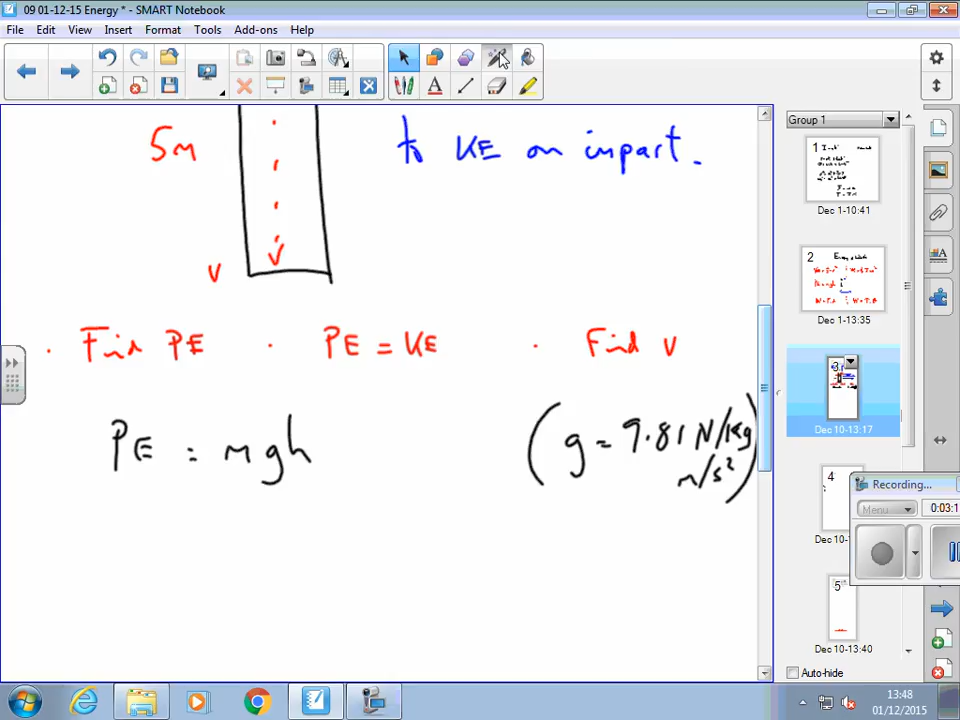 09 01-12-15 Energy * - SMART Notebook
File Edit View Insert Format Tools Add-ons Help
Group 1
5m
to KE on impart.
v
Find PE · PE = KE · Find v
PE = mgh
(g = 9.81 N/Kg
m/s²)
1
Dec 1-10:41
2
Dec 1-13:35
3
Dec 10-13:17
4
Dec 10-1
5
Dec 10-13:40
Auto-hide
Recording...
Menu
0:03:1
13:48
01/12/2015